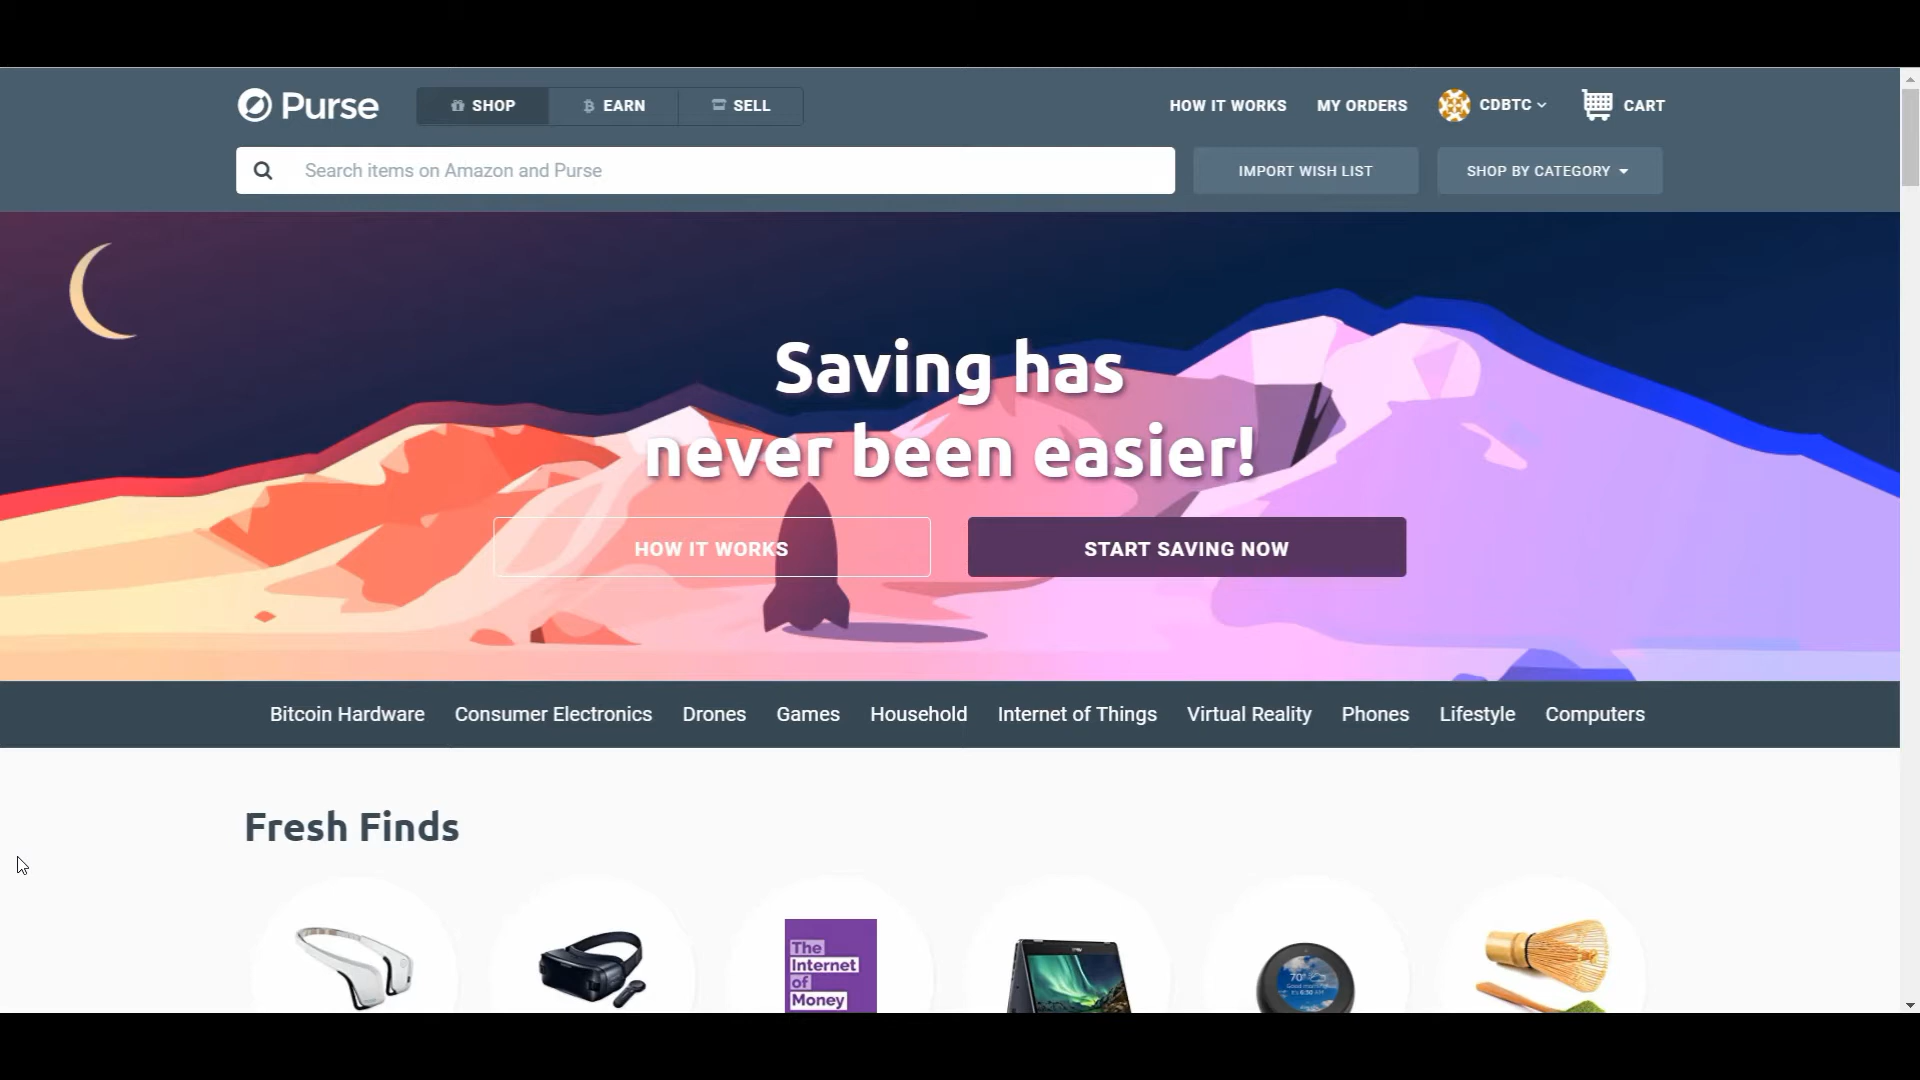 Purse
SHOP
EARN
SELL
HOW IT WORKS
MY ORDERS
CDBTC
CART
Search items on Amazon and Purse
IMPORT WISH LIST
SHOP BY CATEGORY
Saving has
never been easier!
HOW IT WORKS
START SAVING NOW
Bitcoin Hardware
Consumer Electronics
Drones
Games
Household
Internet of Things
Virtual Reality
Phones
Lifestyle
Computers
Fresh Finds
The
Internet
of
Money
70°